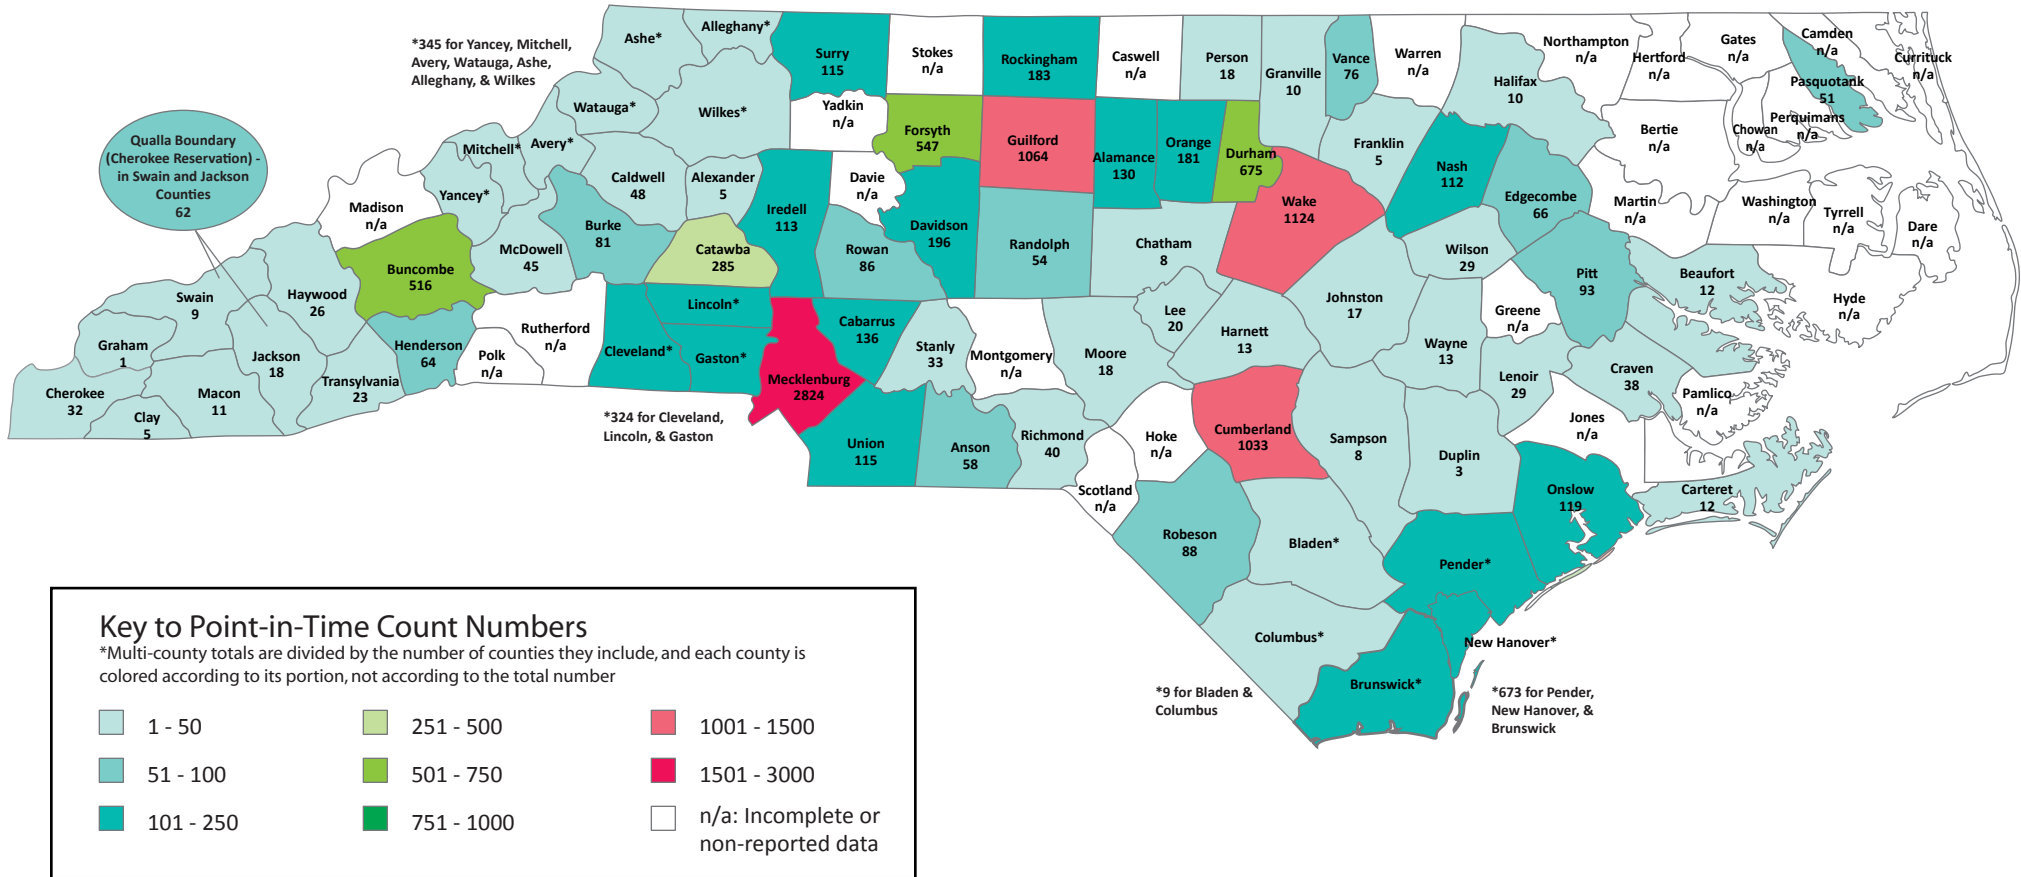 *345 for Yancey, Mitchell,
Avery, Watauga, Ashe,
Alleghany, & Wilkes
Ashe*
Alleghany*
Surry
115
Stokes
n/a
Rockingham
183
Caswell
n/a
Person
18
Granville
10
Vance
76
Warren
n/a
Halifax
10
Northampton
n/a
Hertford
n/a
Gates
n/a
Camden
n/a
Currituck
n/a
Pasquotank
51
Perquimans
n/a
Chowan
n/a
Bertie
n/a
Watauga*
Wilkes*
Yadkin
n/a
Forsyth
547
Guilford
1064
Alamance
130
Orange
181
Durham
675
Franklin
5
Nash
112
Edgecombe
66
Martin
n/a
Washington
n/a
Tyrrell
n/a
Dare
n/a
Qualla Boundary
(Cherokee Reservation) -
in Swain and Jackson
Counties
62
Mitchell*
Avery*
Yancey*
Caldwell
48
Alexander
5
Iredell
113
Davie
n/a
Davidson
196
Randolph
54
Chatham
8
Wake
1124
Wilson
29
Pitt
93
Beaufort
12
Hyde
n/a
Madison
n/a
Buncombe
516
McDowell
45
Burke
81
Catawba
285
Rowan
86
Swain
9
Haywood
26
Graham
1
Jackson
18
Henderson
64
Polk
n/a
Rutherford
n/a
Cleveland*
Lincoln*
Gaston*
Mecklenburg
2824
Cabarrus
136
Stanly
33
Montgomery
n/a
Moore
18
Lee
20
Harnett
13
Johnston
17
Wayne
13
Greene
n/a
Lenoir
29
Craven
38
Pamlico
n/a
Jones
n/a
Cherokee
32
Clay
5
Macon
11
Transylvania
23
*324 for Cleveland,
Lincoln, & Gaston
Union
115
Anson
58
Richmond
40
Scotland
n/a
Hoke
n/a
Cumberland
1033
Sampson
8
Duplin
3
Onslow
119
Carteret
12
Robeson
88
Bladen*
Pender*
Columbus*
New Hanover*
Brunswick*
*9 for Bladen &
Columbus
*673 for Pender,
New Hanover, &
Brunswick
Key to Point-in-Time Count Numbers
*Multi-county totals are divided by the number of counties they include, and each county is
colored according to its portion, not according to the total number
1 - 50
51 - 100
101 - 250
251 - 500
501 - 750
751 - 1000
1001 - 1500
1501 - 3000
n/a: Incomplete or
non-reported data